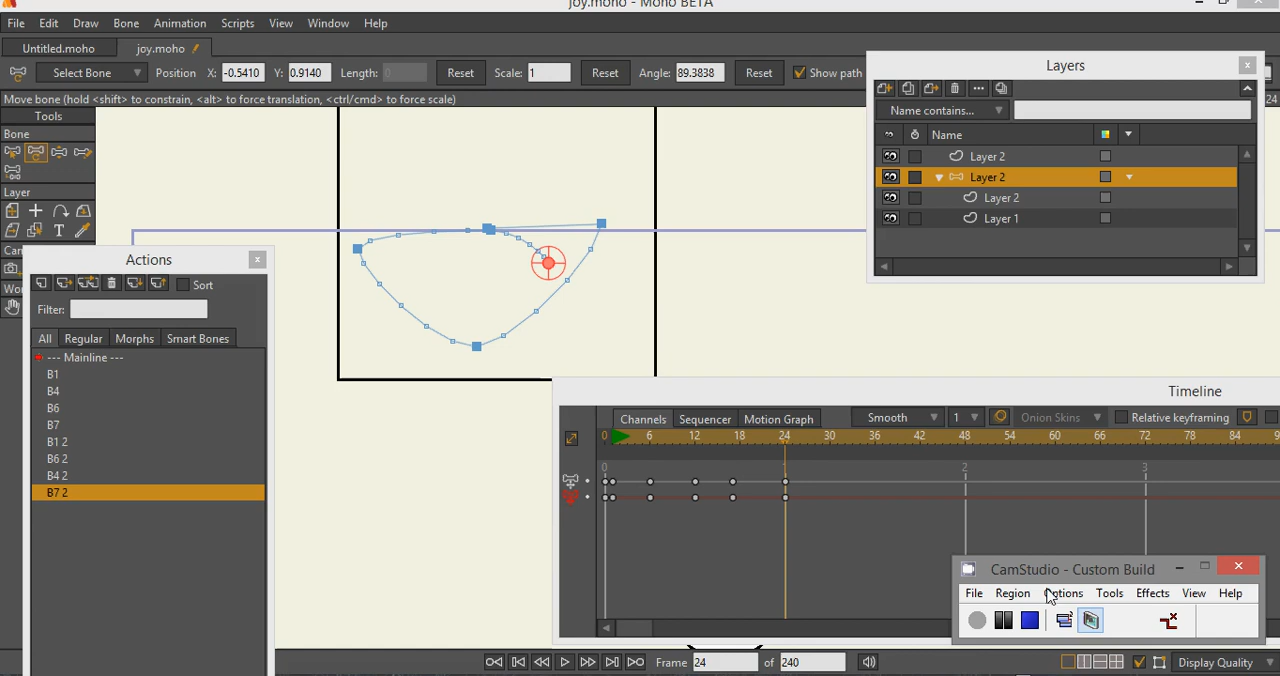 joy.moho - Moho BETA
File Edit Draw Bone Animation Scripts View Window Help
Untitled.moho joy.moho
Select Bone Position X: -0.5410 Y: 0.9140 Length: 0 Reset Scale: 1 Reset Angle: 89.3838 Reset Show path
Move bone (hold <shift> to constrain, <alt> to force translation, <ctrl/cmd> to force scale)
24
Tools
Bone
Layer
T
Can
Wor
Layers
Name contains...
Name
Layer 2
Layer 2
Layer 2
Layer 1
Actions
Sort
Filter:
All Regular Morphs Smart Bones
--- Mainline ---
B1
B4
B6
B7
B1 2
B6 2
B4 2
B7 2
Timeline
Channels Sequencer Motion Graph Smooth 1 Onion Skins Relative keyframing
0 6 12 18 24 30 36 42 48 54 60 66 72 78 84 9
0 1 2 3
CamStudio - Custom Build
File Region Options Tools Effects View Help
Frame 24 of 240 Display Quality